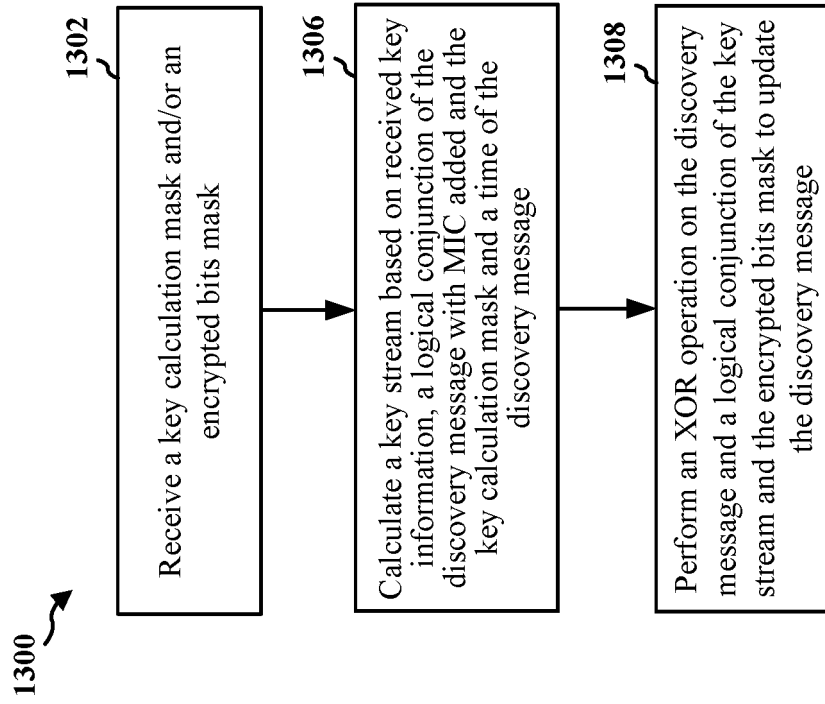 1300
1302
Receive a key calculation mask and/or an
encrypted bits mask
1306
Calculate a key stream based on received key
information, a logical conjunction of the
discovery message with MIC added and the
key calculation mask and a time of the
discovery message
1308
Perform an XOR operation on the discovery
message and a logical conjunction of the key
stream and the encrypted bits mask to update
the discovery message